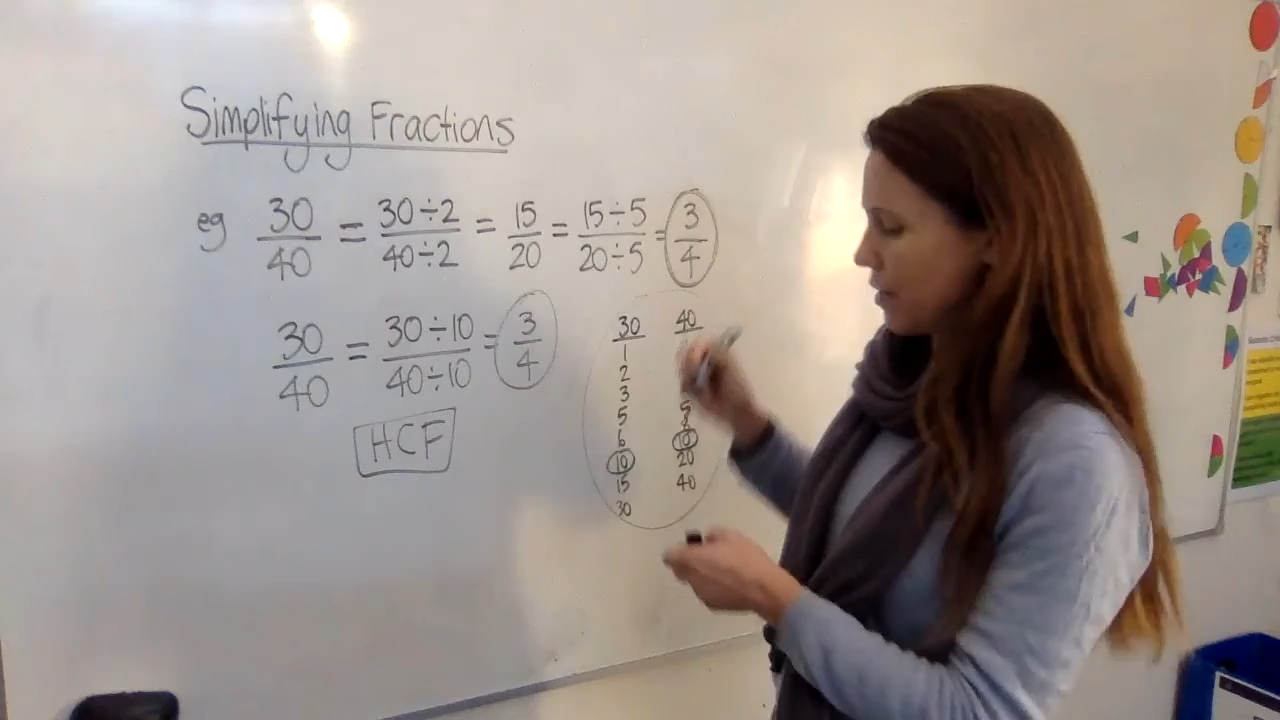 Simplifying Fractions
eg 30/40 = 30÷2/40÷2 = 15/20 = 15÷5/20÷5 = 3/4
30/40 = 30÷10/40÷10 = 3/4
HCF
30 40
1
2
3
5 5
6 8
10 10
15 20
30 40